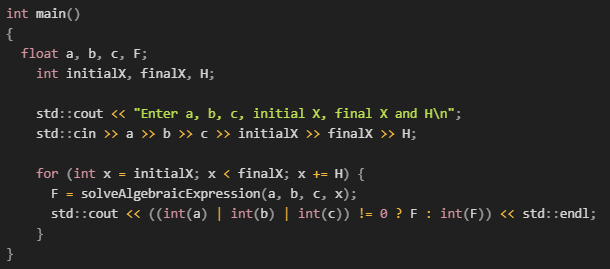 int main()
{
  float a, b, c, F;
    int initialX, finalX, H;

    std::cout << "Enter a, b, c, initial X, final X and H\n";
    std::cin >> a >> b >> c >> initialX >> finalX >> H;

    for (int x = initialX; x < finalX; x += H) {
      F = solveAlgebraicExpression(a, b, c, x);
      std::cout << ((int(a) | int(b) | int(c)) != 0 ? F : int(F)) << std::endl;
    }
}